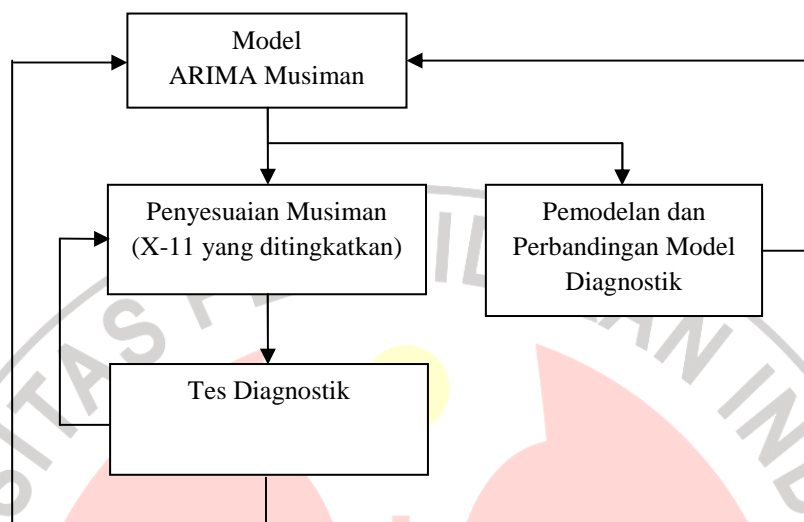 Model
ARIMA Musiman
Penyesuaian Musiman
(X-11 yang ditingkatkan)
Pemodelan dan
Perbandingan Model
Diagnostik
Tes Diagnostik